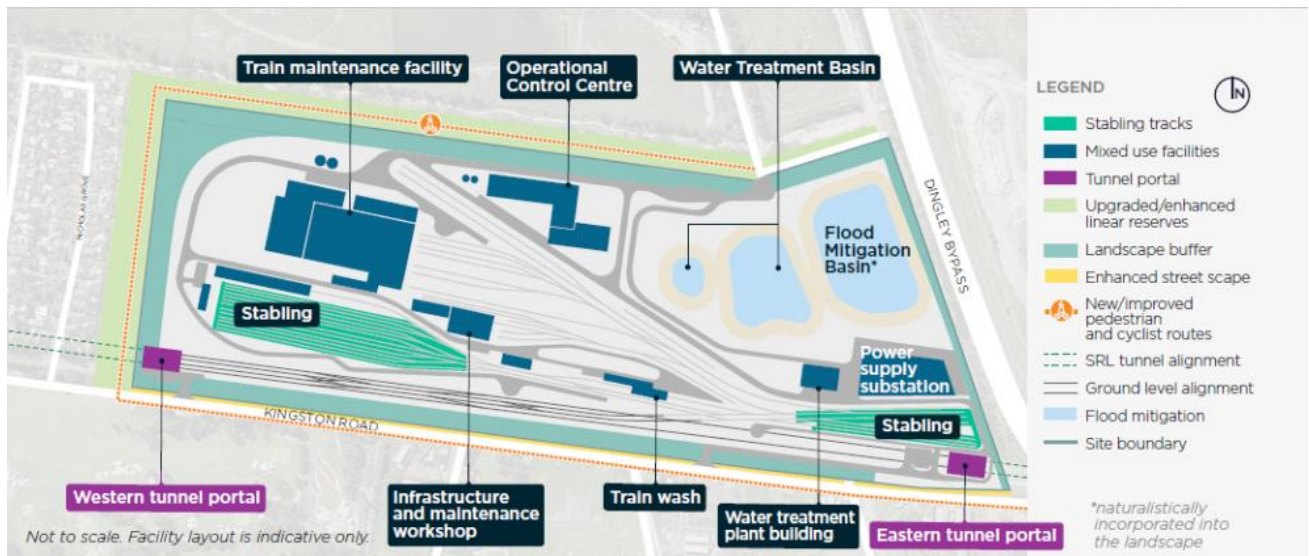 Train maintenance facility
Operational
Control Centre
Water Treatment Basin
NICHOLAS GROVE
Flood
Mitigation
Basin*
DINGLEY BYPASS
Stabling
Power
supply
substation
Stabling
KINGSTON ROAD
Western tunnel portal
Infrastructure
and maintenance
workshop
Train wash
Water treatment
plant building
Eastern tunnel portal
Not to scale. Facility layout is indicative only.
LEGEND
N
Stabling tracks
Mixed use facilities
Tunnel portal
Upgraded/enhanced
linear reserves
Landscape buffer
Enhanced street scape
New/improved
pedestrian
and cyclist routes
SRL tunnel alignment
Ground level alignment
Flood mitigation
Site boundary
*naturalistically
incorporated into
the landscape